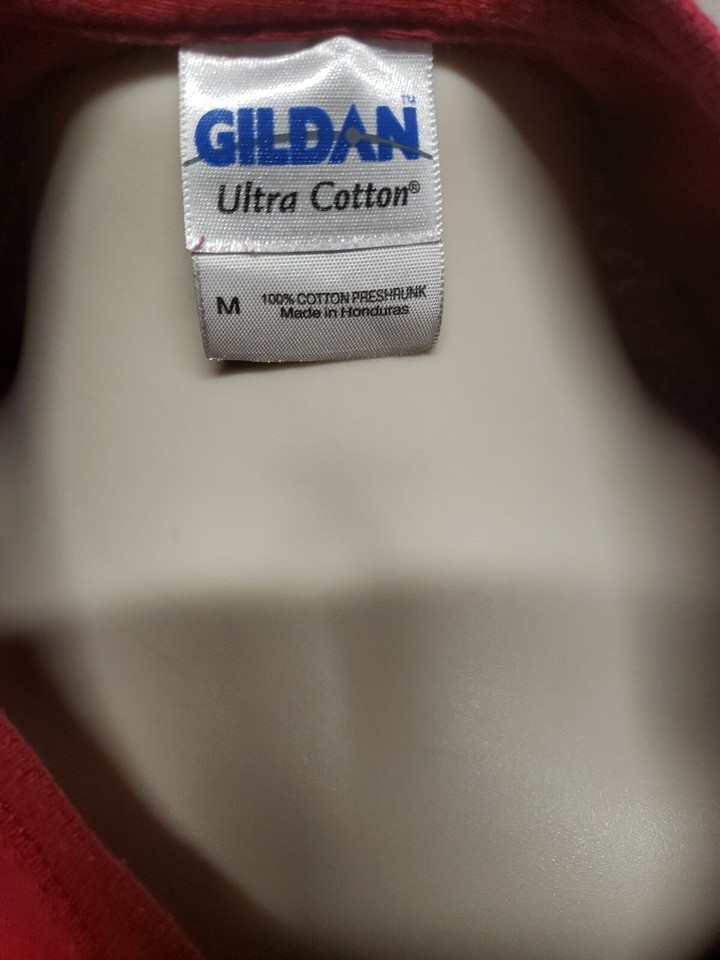 GILDAN™
Ultra Cotton®
M 100% COTTON PRESHRUNK
Made in Honduras